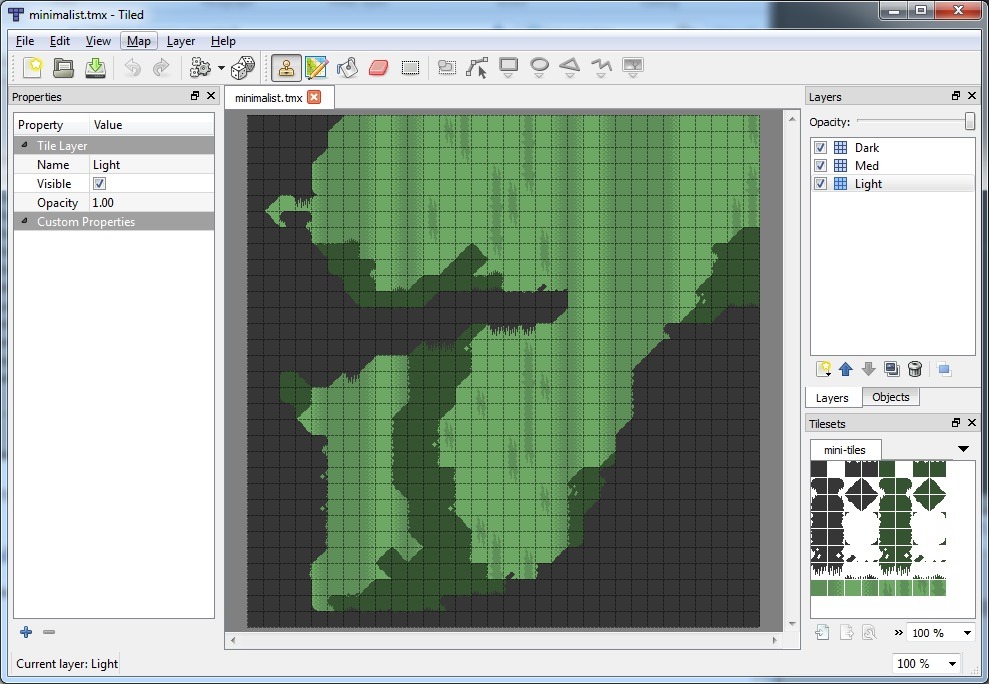 minimalist.tmx - Tiled
File Edit View Map Layer Help
Properties
Property Value
Tile Layer
Name Light
Visible
Opacity 1.00
Custom Properties
minimalist.tmx
Layers
Opacity:
Dark
Med
Light
Layers Objects
Tilesets
mini-tiles
» 100 %
Current layer: Light
100 %